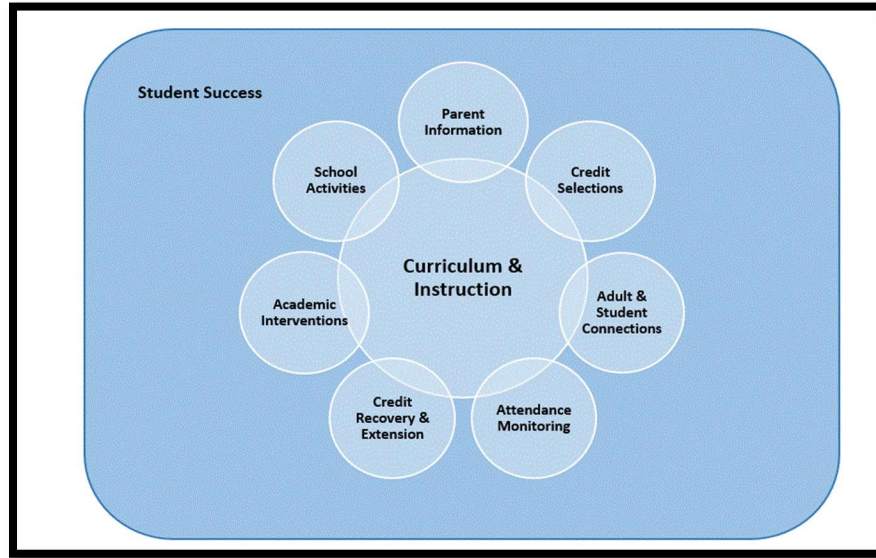 Student Success
Parent
Information
School
Activities
Credit
Selections
Curriculum &
Instruction
Academic
Interventions
Adult &
Student
Connections
Credit
Recovery &
Extension
Attendance
Monitoring